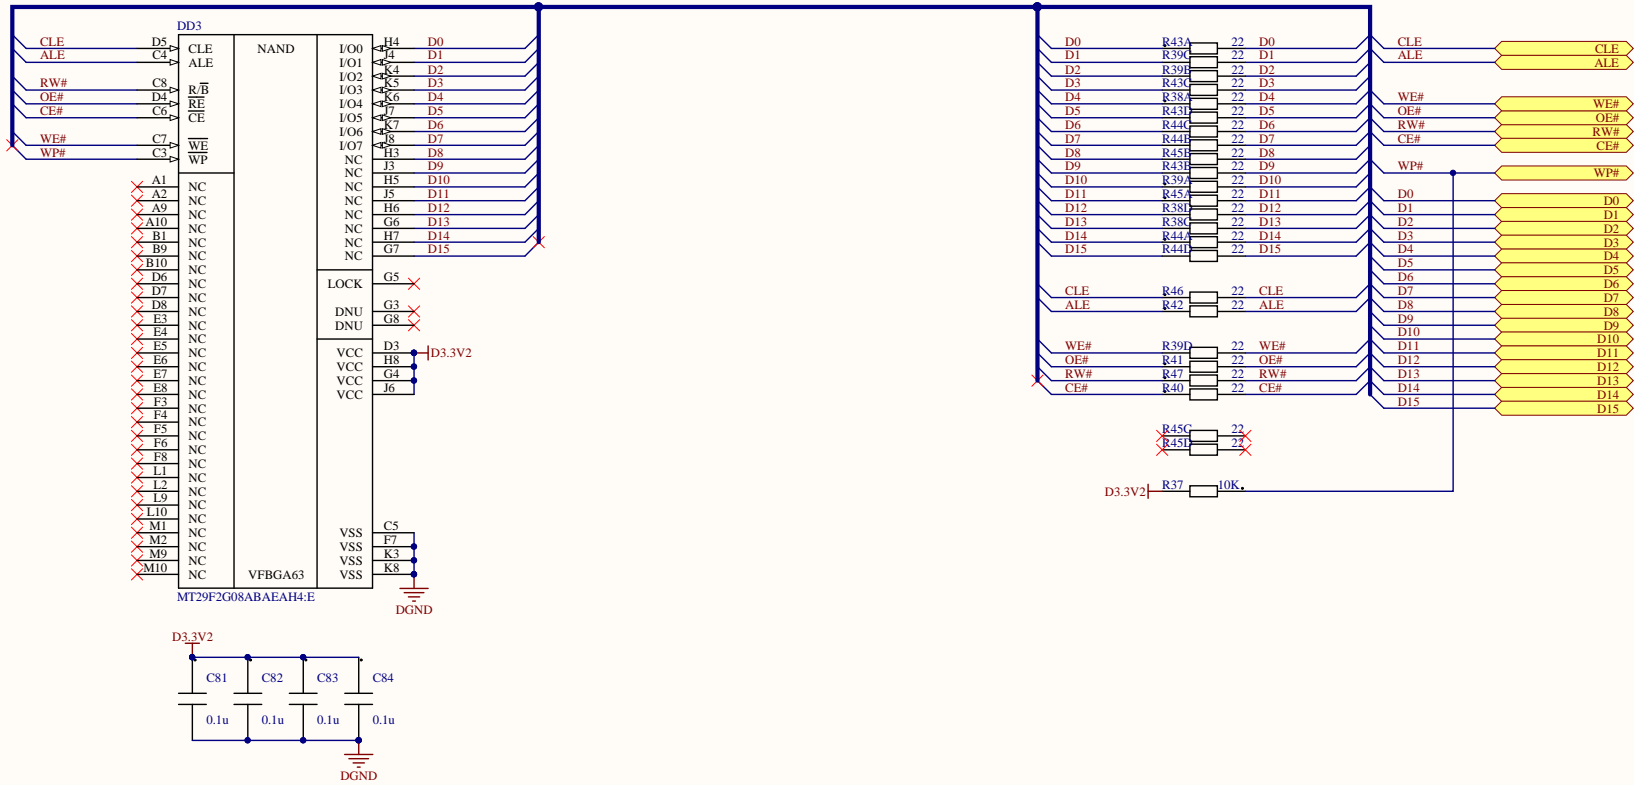 DD3
NAND
CLE D5 CLE
ALE C4 ALE
RW# C8 R/B
OE# D4 RE
CE# C6 CE
WE# C7 WE
WP# C3 WP
A1 NC
A2 NC
A9 NC
A10 NC
B1 NC
B9 NC
B10 NC
D6 NC
D7 NC
D8 NC
E3 NC
E4 NC
E5 NC
E6 NC
E7 NC
E8 NC
F3 NC
F4 NC
F5 NC
F6 NC
F8 NC
L1 NC
L2 NC
L9 NC
L10 NC
M1 NC
M2 NC
M9 NC
M10 NC
I/O0 H4 D0
I/O1 J4 D1
I/O2 K4 D2
I/O3 K5 D3
I/O4 K6 D4
I/O5 J7 D5
I/O6 K7 D6
I/O7 J8 D7
NC H3 D8
NC J3 D9
NC H5 D10
NC J5 D11
NC H6 D12
NC G6 D13
NC H7 D14
NC G7 D15
LOCK G5
DNU G3
DNU G8
VCC D3 D3.3V2
VCC H8
VCC G4
VCC J6
VSS C5
VSS F7
VSS K3
VSS K8
DGND
VFBGA63
MT29F2G08ABAEAH4:E
D3.3V2
C81 C82 C83 C84
0.1u 0.1u 0.1u 0.1u
DGND
D0 R43A 22 D0
D1 R39C 22 D1
D2 R39B 22 D2
D3 R43C 22 D3
D4 R38A 22 D4
D5 R43D 22 D5
D6 R44C 22 D6
D7 R44B 22 D7
D8 R45B 22 D8
D9 R43B 22 D9
D10 R39A 22 D10
D11 R45A 22 D11
D12 R38D 22 D12
D13 R38C 22 D13
D14 R44A 22 D14
D15 R44D 22 D15
CLE R46 22 CLE
ALE R42 22 ALE
WE# R39D 22 WE#
OE# R41 22 OE#
RW# R47 22 RW#
CE# R40 22 CE#
R45C 22
R45D 22
D3.3V2 R37 10K
CLE CLE
ALE ALE
WE# WE#
OE# OE#
RW# RW#
CE# CE#
WP# WP#
D0 D0
D1 D1
D2 D2
D3 D3
D4 D4
D5 D5
D6 D6
D7 D7
D8 D8
D9 D9
D10 D10
D11 D11
D12 D12
D13 D13
D14 D14
D15 D15